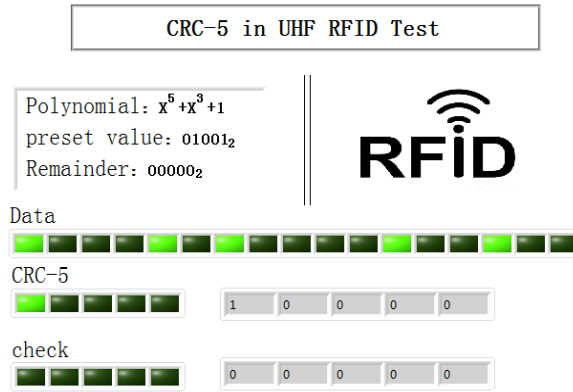 CRC-5 in UHF RFID Test
Polynomial: X⁵+X³+1
preset value: 01001₂
Remainder: 00000₂
RFiD
Data
CRC-5
1 0 0 0 0
check
0 0 0 0 0